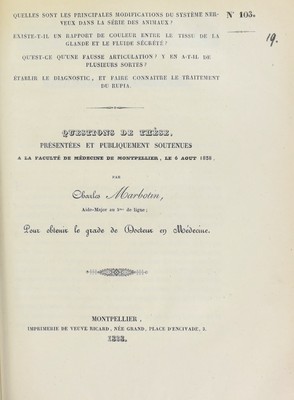 QUELLES SONT LES PRINCIPALES MODIFICATIONS DU SYSTÈME NER-
VEUX DANS LA SÉRIE DES ANIMAUX?
N° 103.
19.
EXISTE-T-IL UN RAPPORT DE COULEUR ENTRE LE TISSU DE LA
GLANDE ET LE FLUIDE SÉCRÉTÉ?
QU'EST-CE QU'UNE FAUSSE ARTICULATION? Y EN A-T-IL DE
PLUSIEURS SORTES?
ÉTABLIR LE DIAGNOSTIC, ET FAIRE CONNAITRE LE TRAITEMENT
DU RUPIA.
QUESTIONS DE THÈSE,
PRÉSENTÉES ET PUBLIQUEMENT SOUTENUES
A LA FACULTÉ DE MÉDECINE DE MONTPELLIER, LE 6 AOUT 1838.
PAR
Charles Marbotin,
Aide-Major au de ligne;
Pour obtenir le grade de Docteur en Médecine.
MONTPELLIER,
IMPRIMERIE DE VEUVE RICARD, NÉE GRAND, PLACE D'ENCIVADE, 3.
1838.